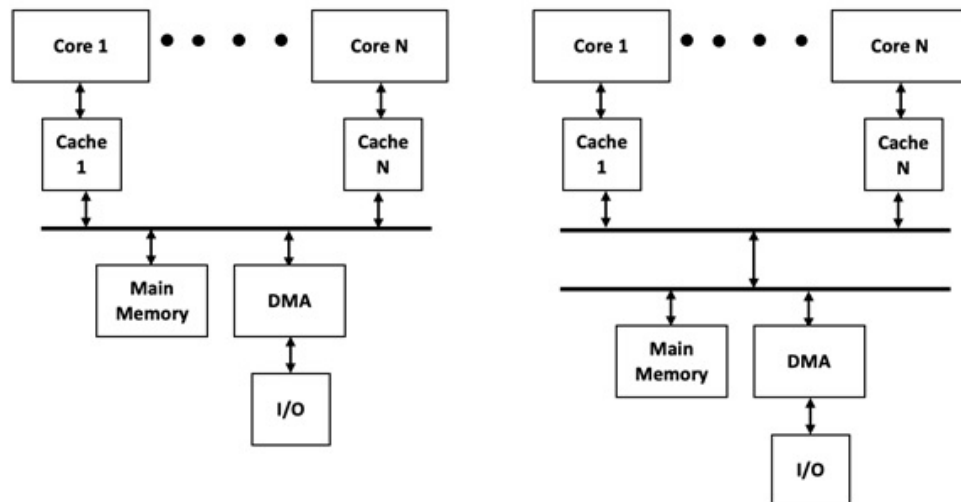 Core 1
Core N
Cache
1
Cache
N
Main
Memory
DMA
I/O
Core 1
Core N
Cache
1
Cache
N
Main
Memory
DMA
I/O